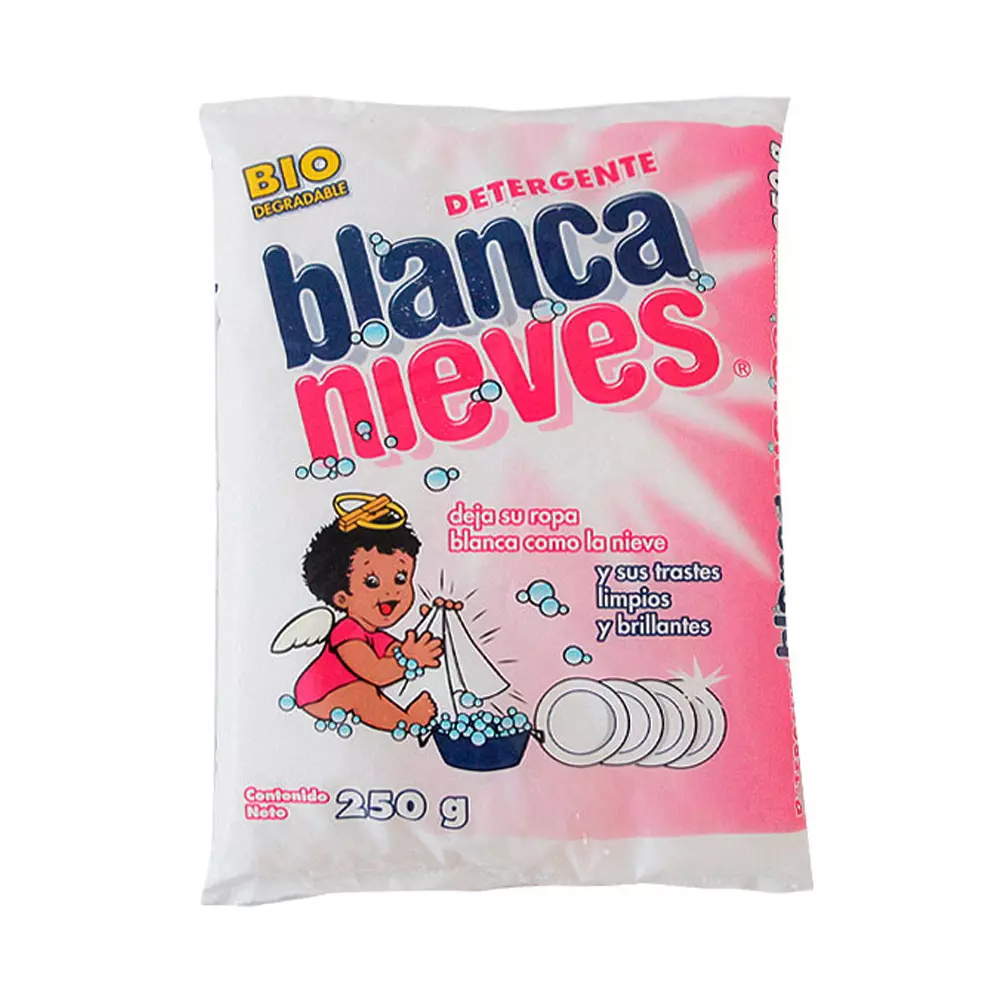 BIO
DEGRADABLE
DETERGENTE
blanca
nieves®
deja su ropa
blanca como la nieve
y sus trastes
limpios
y brillantes
Contenido
Neto
250 g